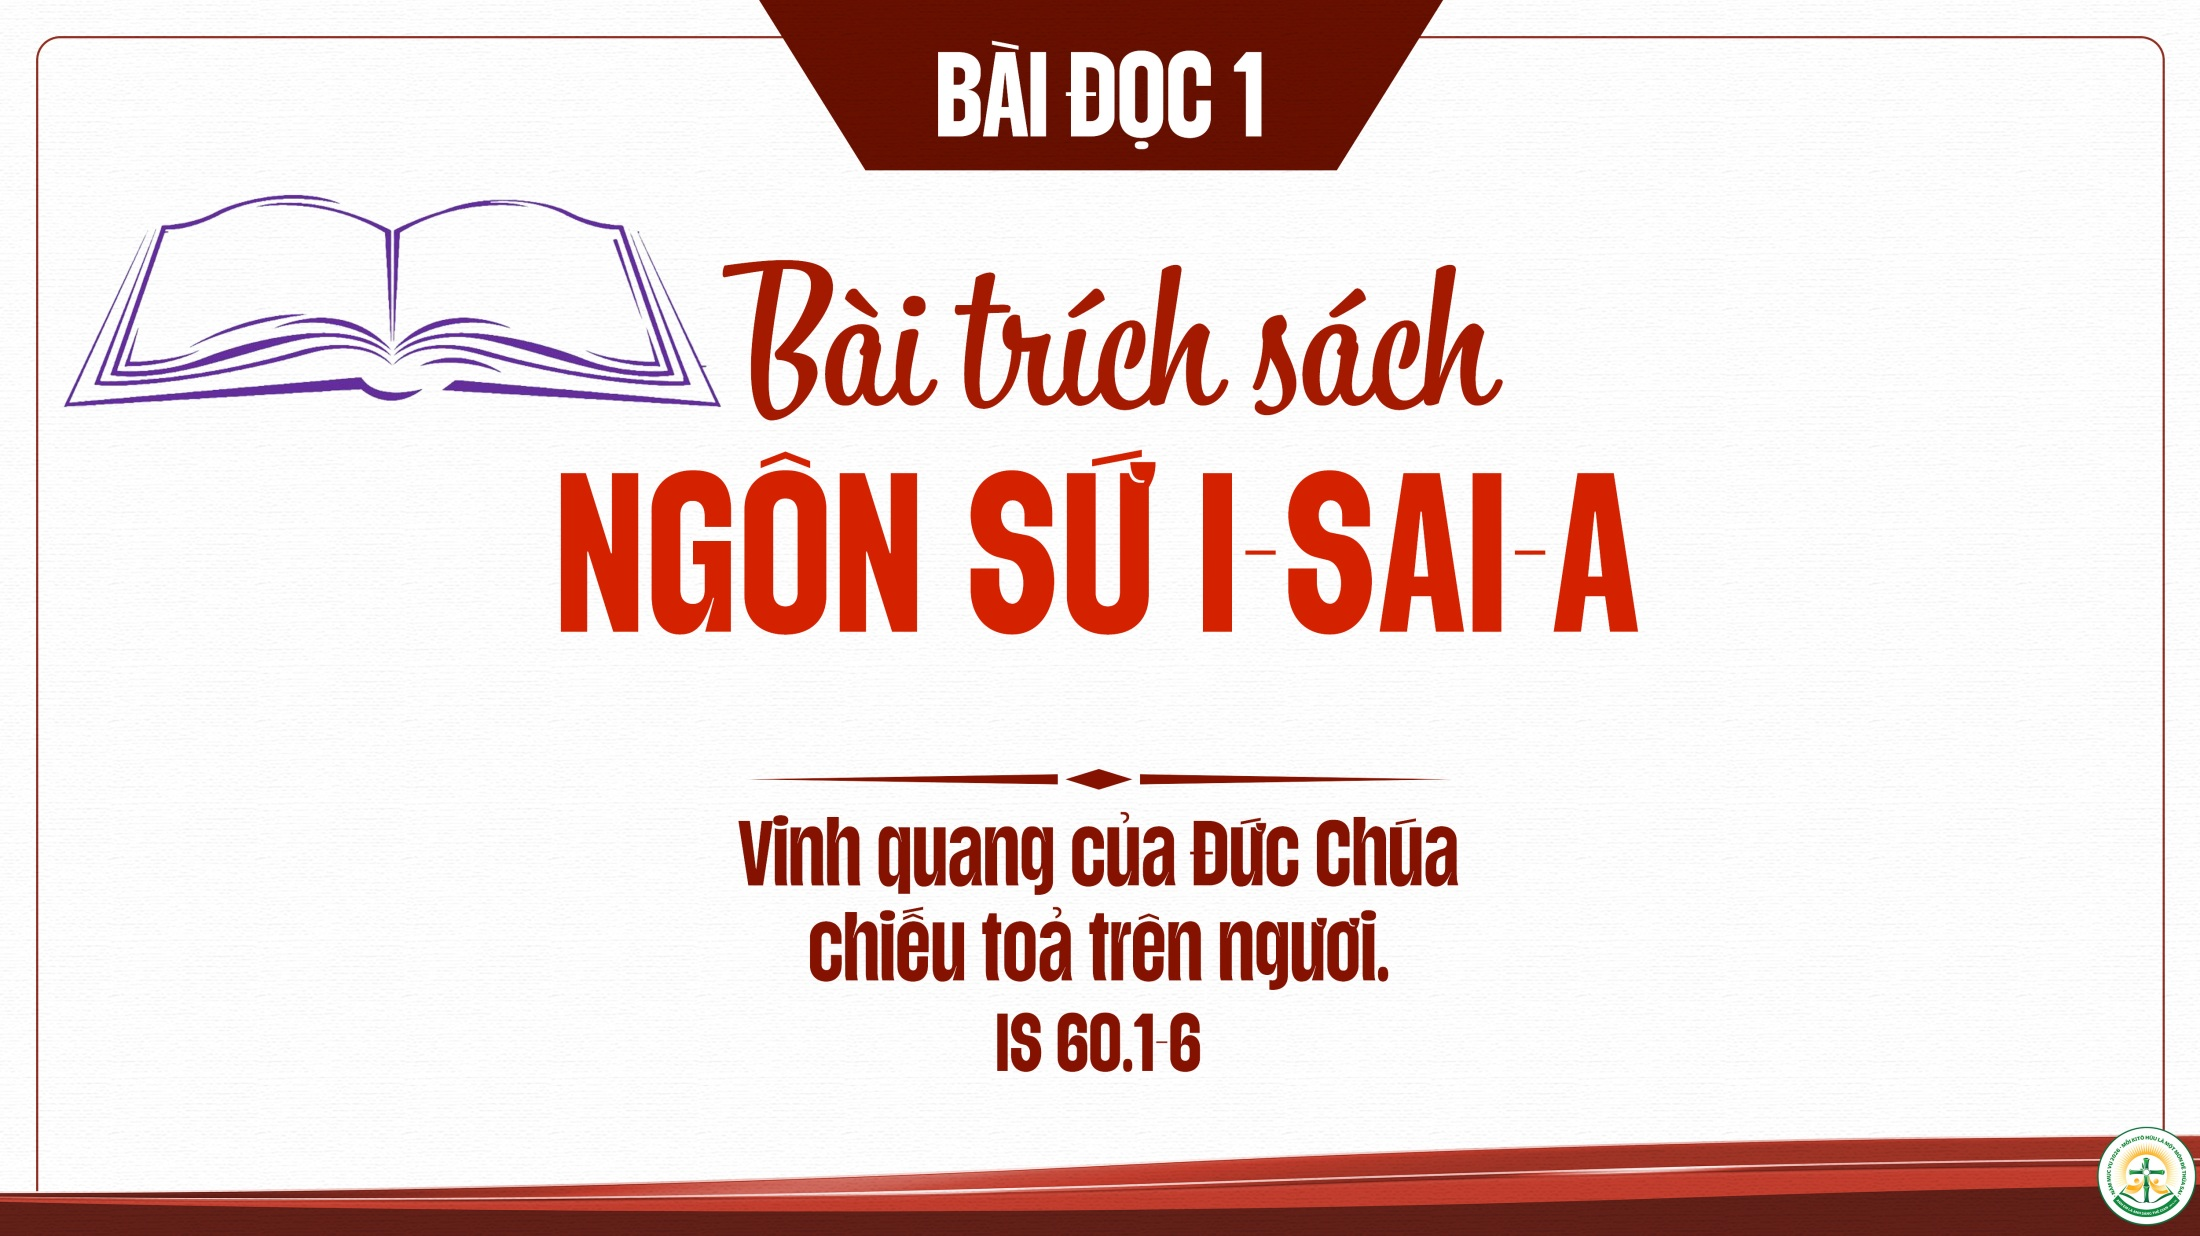 BÀI ĐỌC 1
Bài trích sách
NGÔN SỨ I-SAI-A
Vinh quang của Đức Chúa
chiếu toả trên ngươi.
IS 60.1-6